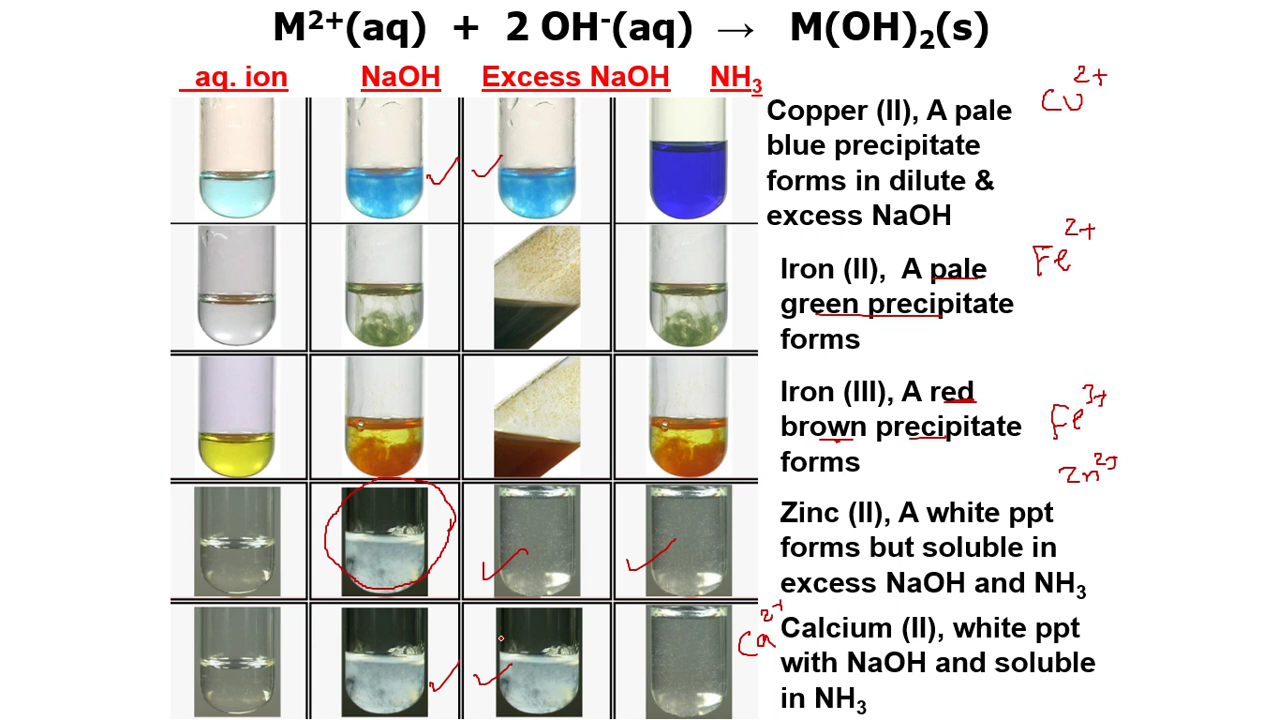 M²⁺(aq) + 2 OH⁻(aq) → M(OH)₂(s)
aq. ion NaOH Excess NaOH NH₃
Copper (II), A pale
blue precipitate
forms in dilute &
excess NaOH
Cu²⁺
Iron (II), A pale
green precipitate
forms
Fe²⁺
Iron (III), A red
brown precipitate
forms
Fe³⁺
Zn²⁺
Zinc (II), A white ppt
forms but soluble in
excess NaOH and NH₃
Ca²⁺
Calcium (II), white ppt
with NaOH and soluble
in NH₃